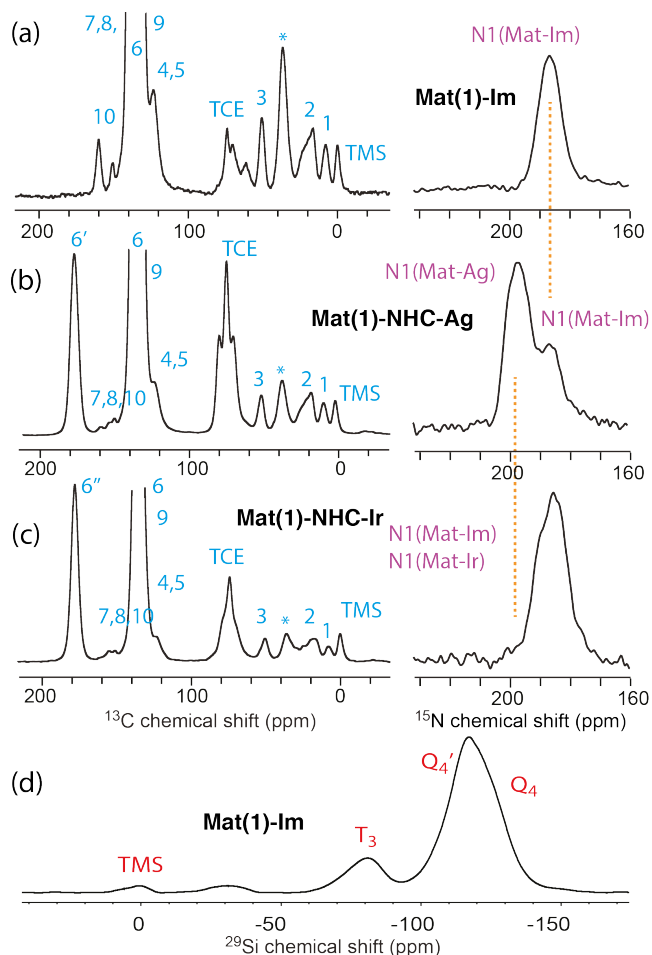 (a)
7,8,
9
6
4,5
10
TCE
3
*
2
1
TMS
N1(Mat-Im)
Mat(1)-Im
200
100
0
200
160
6’
6
9
TCE
(b)
N1(Mat-Ag)
Mat(1)-NHC-Ag
N1(Mat-Im)
4,5
7,8,10
3
*
2
1
TMS
200
100
0
200
160
6”
6
9
(c)
Mat(1)-NHC-Ir
N1(Mat-Im)
N1(Mat-Ir)
TCE
4,5
7,8,10
3
*
2
1
TMS
200
100
0
200
160
¹³C chemical shift (ppm)
¹⁵N chemical shift (ppm)
(d)
Q₄’
Q₄
Mat(1)-Im
T₃
TMS
0
-50
-100
-150
²⁹Si chemical shift (ppm)